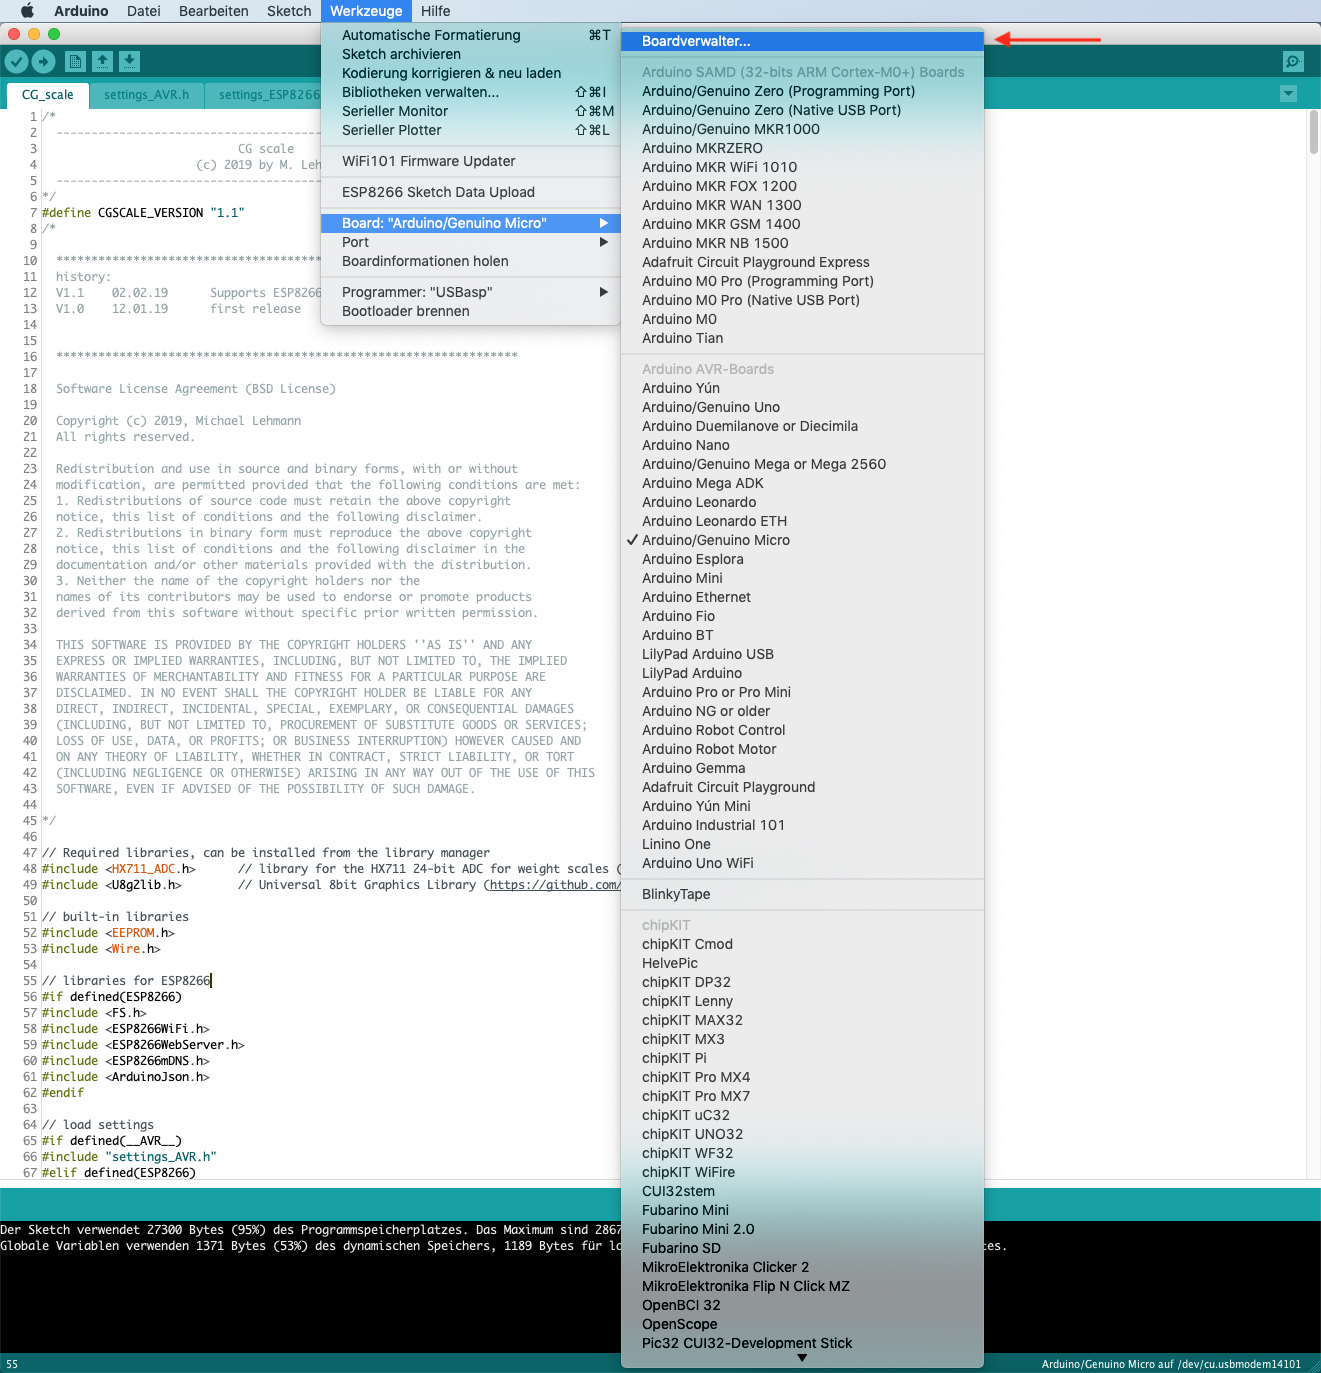 Arduino Datei Bearbeiten Sketch Werkzeuge Hilfe
Automatische Formatierung ⌘T
Sketch archivieren
Kodierung korrigieren & neu laden
Bibliotheken verwalten... ⇧⌘I
Serieller Monitor ⇧⌘M
Serieller Plotter ⇧⌘L
WiFi101 Firmware Updater
ESP8266 Sketch Data Upload
Board: "Arduino/Genuino Micro" ▶
Port ▶
Boardinformationen holen
Programmer: "USBasp" ▶
Bootloader brennen
Boardverwalter...
Arduino SAMD (32-bits ARM Cortex-M0+) Boards
Arduino/Genuino Zero (Programming Port)
Arduino/Genuino Zero (Native USB Port)
Arduino/Genuino MKR1000
Arduino MKRZERO
Arduino MKR WiFi 1010
Arduino MKR FOX 1200
Arduino MKR WAN 1300
Arduino MKR GSM 1400
Arduino MKR NB 1500
Adafruit Circuit Playground Express
Arduino M0 Pro (Programming Port)
Arduino M0 Pro (Native USB Port)
Arduino M0
Arduino Tian
Arduino AVR-Boards
Arduino Yún
Arduino/Genuino Uno
Arduino Duemilanove or Diecimila
Arduino Nano
Arduino/Genuino Mega or Mega 2560
Arduino Mega ADK
Arduino Leonardo
Arduino Leonardo ETH
✓ Arduino/Genuino Micro
Arduino Esplora
Arduino Mini
Arduino Ethernet
Arduino Fio
Arduino BT
LilyPad Arduino USB
LilyPad Arduino
Arduino Pro or Pro Mini
Arduino NG or older
Arduino Robot Control
Arduino Robot Motor
Arduino Gemma
Adafruit Circuit Playground
Arduino Yún Mini
Arduino Industrial 101
Linino One
Arduino Uno WiFi
BlinkyTape
chipKIT
chipKIT Cmod
HelvePic
chipKIT DP32
chipKIT Lenny
chipKIT MAX32
chipKIT MX3
chipKIT Pi
chipKIT Pro MX4
chipKIT Pro MX7
chipKIT uC32
chipKIT UNO32
chipKIT WF32
chipKIT WiFire
CUI32stem
Fubarino Mini
Fubarino Mini 2.0
Fubarino SD
MikroElektronika Clicker 2
MikroElektronika Flip N Click MZ
OpenBCI 32
OpenScope
Pic32 CUI32-Development Stick
CG_scale settings_AVR.h settings_ESP8266
1 /*
2 --------------------------------------
3 CG scale
4 (c) 2019 by M. Leh
5 --------------------------------------
6 */
7 #define CGSCALE_VERSION "1.1"
8 /*
9
10 **************************************
11 history:
12 V1.1 02.02.19 Supports ESP8266
13 V1.0 12.01.19 first release
14
15
16 ******************************************************************
17
18 Software License Agreement (BSD License)
19
20 Copyright (c) 2019, Michael Lehmann
21 All rights reserved.
22
23 Redistribution and use in source and binary forms, with or without
24 modification, are permitted provided that the following conditions are met:
25 1. Redistributions of source code must retain the above copyright
26 notice, this list of conditions and the following disclaimer.
27 2. Redistributions in binary form must reproduce the above copyright
28 notice, this list of conditions and the following disclaimer in the
29 documentation and/or other materials provided with the distribution.
30 3. Neither the name of the copyright holders nor the
31 names of its contributors may be used to endorse or promote products
32 derived from this software without specific prior written permission.
33
34 THIS SOFTWARE IS PROVIDED BY THE COPYRIGHT HOLDERS ''AS IS'' AND ANY
35 EXPRESS OR IMPLIED WARRANTIES, INCLUDING, BUT NOT LIMITED TO, THE IMPLIED
36 WARRANTIES OF MERCHANTABILITY AND FITNESS FOR A PARTICULAR PURPOSE ARE
37 DISCLAIMED. IN NO EVENT SHALL THE COPYRIGHT HOLDER BE LIABLE FOR ANY
38 DIRECT, INDIRECT, INCIDENTAL, SPECIAL, EXEMPLARY, OR CONSEQUENTIAL DAMAGES
39 (INCLUDING, BUT NOT LIMITED TO, PROCUREMENT OF SUBSTITUTE GOODS OR SERVICES;
40 LOSS OF USE, DATA, OR PROFITS; OR BUSINESS INTERRUPTION) HOWEVER CAUSED AND
41 ON ANY THEORY OF LIABILITY, WHETHER IN CONTRACT, STRICT LIABILITY, OR TORT
42 (INCLUDING NEGLIGENCE OR OTHERWISE) ARISING IN ANY WAY OUT OF THE USE OF THIS
43 SOFTWARE, EVEN IF ADVISED OF THE POSSIBILITY OF SUCH DAMAGE.
44
45 */
46
47 // Required libraries, can be installed from the library manager
48 #include <HX711_ADC.h> // library for the HX711 24-bit ADC for weight scales (
49 #include <U8g2lib.h> // Universal 8bit Graphics Library (https://github.com/
50
51 // built-in libraries
52 #include <EEPROM.h>
53 #include <Wire.h>
54
55 // libraries for ESP8266
56 #if defined(ESP8266)
57 #include <FS.h>
58 #include <ESP8266WiFi.h>
59 #include <ESP8266WebServer.h>
60 #include <ESP8266mDNS.h>
61 #include <ArduinoJson.h>
62 #endif
63
64 // load settings
65 #if defined(__AVR__)
66 #include "settings_AVR.h"
67 #elif defined(ESP8266)
Der Sketch verwendet 27300 Bytes (95%) des Programmspeicherplatzes. Das Maximum sind 2867
Globale Variablen verwenden 1371 Bytes (53%) des dynamischen Speichers, 1189 Bytes für lo tes.
55 Arduino/Genuino Micro auf /dev/cu.usbmodem14101